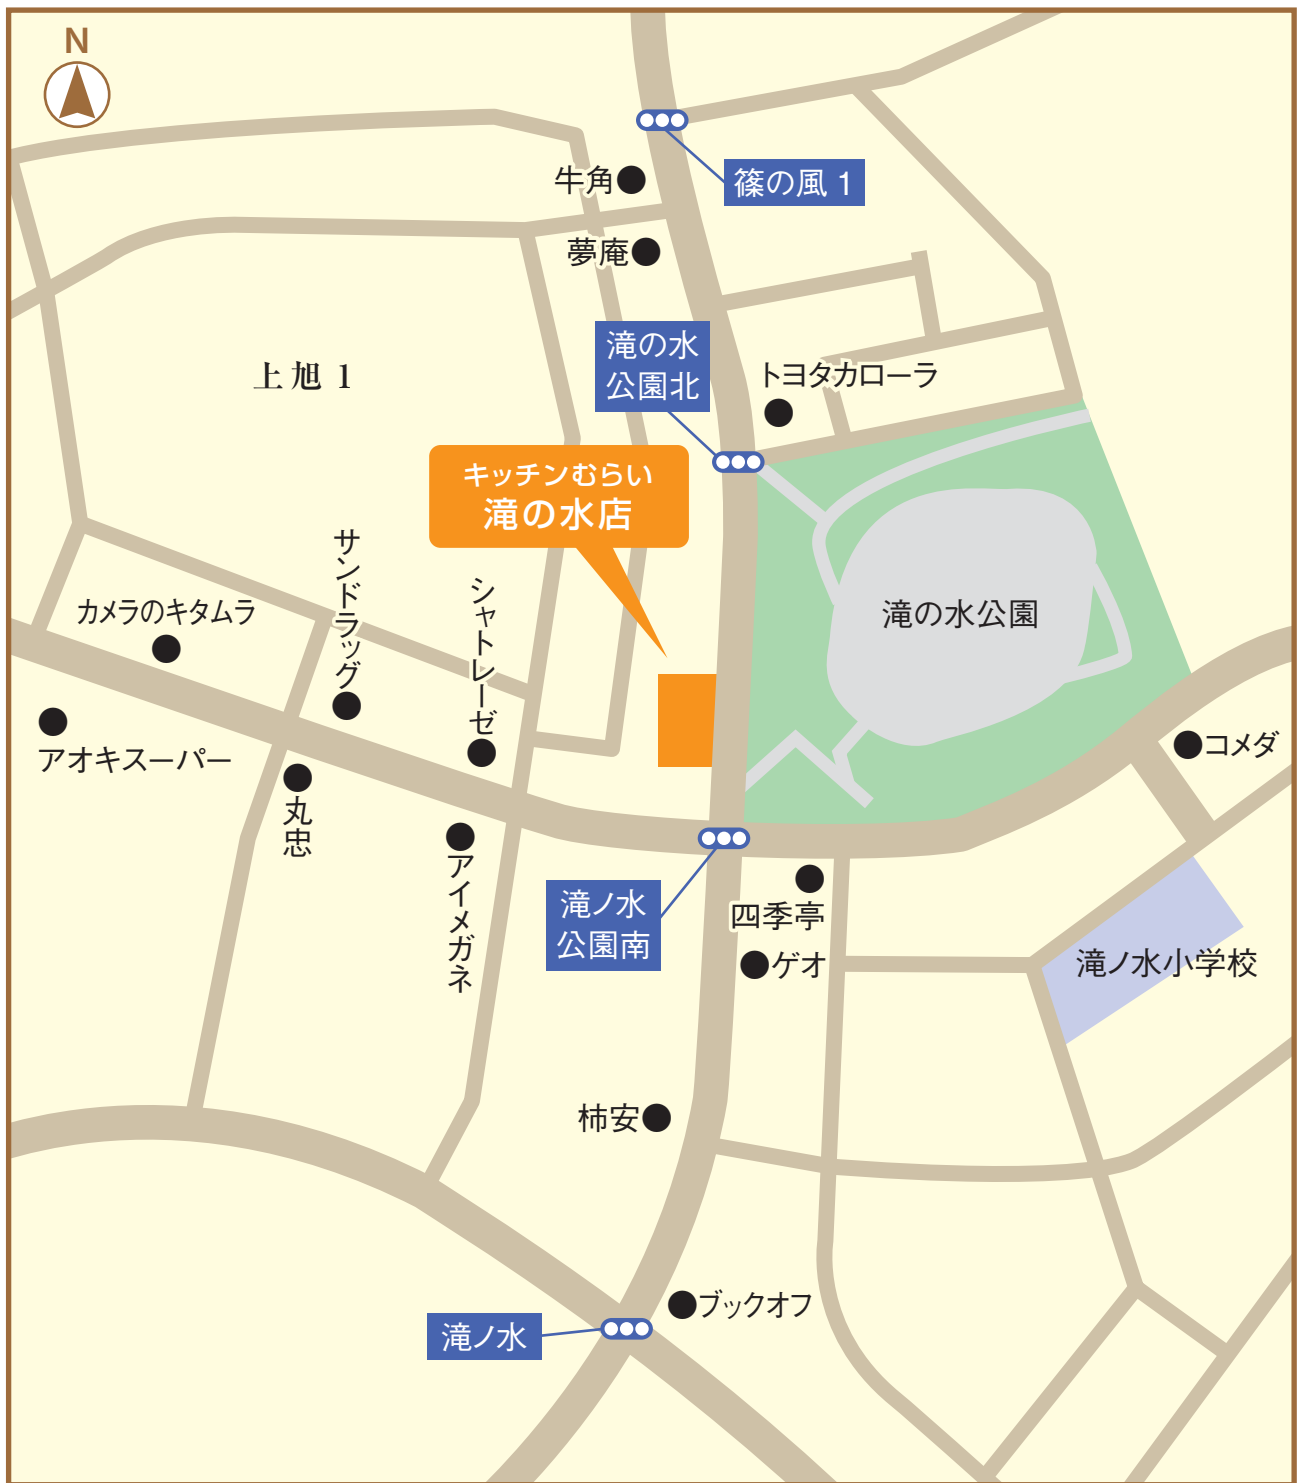 N
篠の風 1
牛角
夢庵
滝の水
公園北
トヨタカローラ
上旭 1
キッチンむらい
滝の水店
サンドラッグ
シャトレーゼ
カメラのキタムラ
滝の水公園
アオキスーパー
コメダ
丸忠
アイメガネ
滝ノ水
公園南
四季亭
ゲオ
滝ノ水小学校
柿安
ブックオフ
滝ノ水